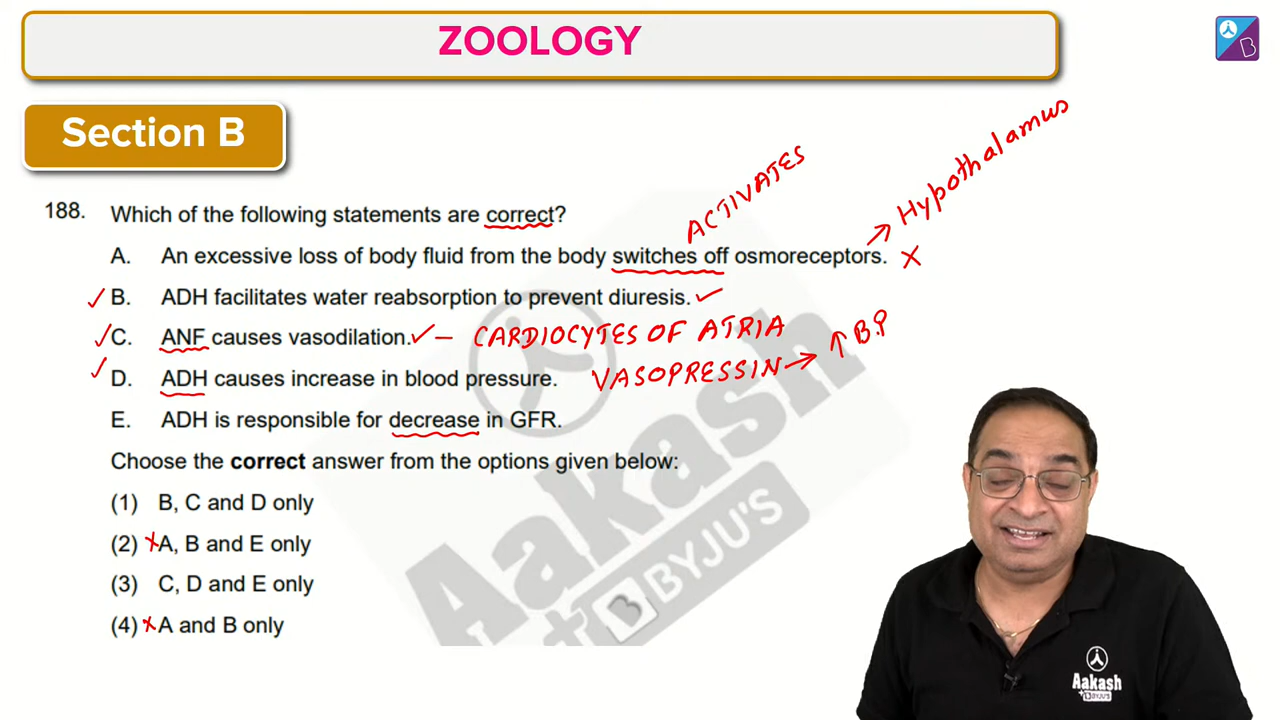 ZOOLOGY
Section B
188. Which of the following statements are correct?
ACTIVATES
→ Hypothalamus
A. An excessive loss of body fluid from the body switches off osmoreceptors. ✗
✓ B. ADH facilitates water reabsorption to prevent diuresis. ✓
✓ C. ANF causes vasodilation. ✓ – CARDIOCYTES OF ATRIA
✓ D. ADH causes increase in blood pressure. VASOPRESSIN → ↑ B.P
E. ADH is responsible for decrease in GFR.
Choose the correct answer from the options given below:
(1) B, C and D only
(2) ✗ A, B and E only
(3) C, D and E only
(4) ✗ A and B only
Aakash
+B BYJU'S
Aakash
+B BYJU'S